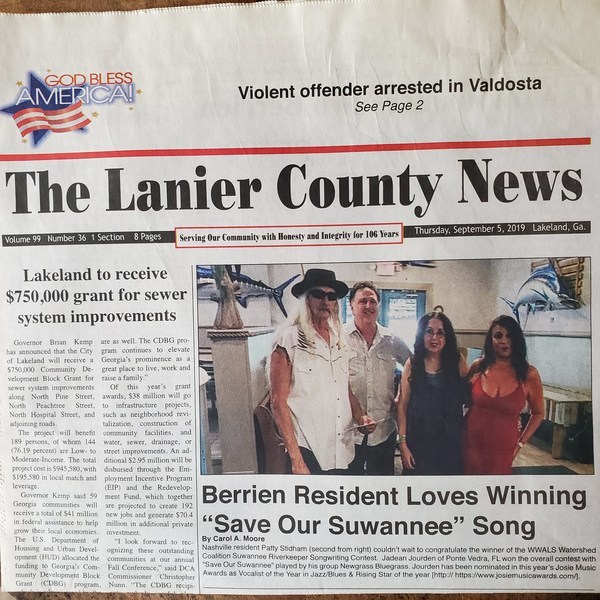 GOD BLESS
AMERICA!
Violent offender arrested in Valdosta
See Page 2
The Lanier County News
Volume 99 Number 36 1 Section 8 Pages
Serving Our Community with Honesty and Integrity for 106 Years
Thursday, September 5, 2019 Lakeland, Ga.
Lakeland to receive
$750,000 grant for sewer
system improvements
Governor Brian Kemp
has announced that the City
of Lakeland will receive a
$750,000 Community De-
velopment Block Grant for
sewer system improvements
along North Pine Street,
North Peachtree Street,
North Hospital Street, and
adjoining roads.
The project will benefit
189 persons, of whom 144
(76.19 percent) are Low- to
Moderate-Income. The total
project cost is $945,580, with
$195,580 in local match and
leverage.
Governor Kemp said 59
Georgia communities will
receive a total of $41 million
in federal assistance to help
grow their local economies.
The U.S. Department of
Housing and Urban Devel-
opment (HUD) allocated the
funding to Georgia's Com-
munity Development Block
Grant (CDBG) program,
are as well. The CDBG pro-
gram continues to elevate
Georgia's prominence as a
great place to live, work and
raise a family."
Of this year's grant
awards, $38 million will go
to infrastructure projects,
such as neighborhood revi-
talization, construction of
community facilities, and
water, sewer, drainage, or
street improvements. An ad-
ditional $2.95 million will be
disbursed through the Em-
ployment Incentive Program
(EIP) and the Redevelop-
ment Fund, which together
are projected to create 192
new jobs and generate $70.4
million in additional private
investment.
"I look forward to rec-
ognizing these outstanding
communities at our annual
Fall Conference," said DCA
Commissioner Christopher
Nunn. "The CDBG recipi-
Berrien Resident Loves Winning
"Save Our Suwannee" Song
By Carol A. Moore
Nashville resident Patty Stidham (second from right) couldn't wait to congratulate the winner of the WWALS Watershed
Coalition Suwannee Riverkeeper Songwriting Contest. Jadean Jourden of Ponte Vedra, FL won the overall contest with
"Save Our Suwannee" played by his group Newgrass Bluegrass. Jourden has been nominated in this year's Josie Music
Awards as Vocalist of the Year in Jazz/Blues & Rising Star of the year [http:// https://www.josiemusicawards.com/].